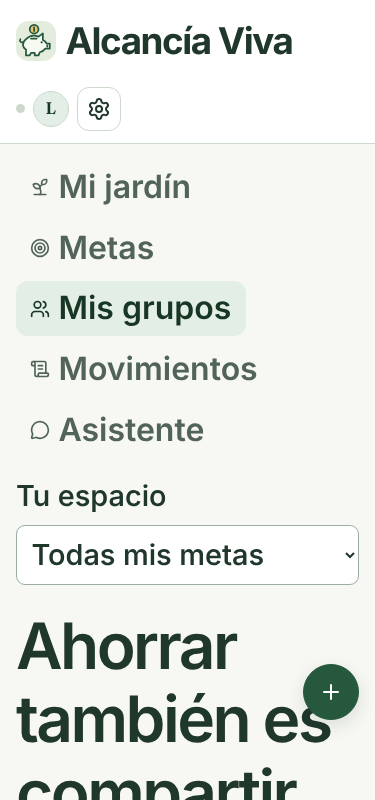 Alcancía Viva
L
Mi jardín
Metas
Mis grupos
Movimientos
Asistente
Tu espacio
Todas mis metas
Ahorrar
también es
compartir